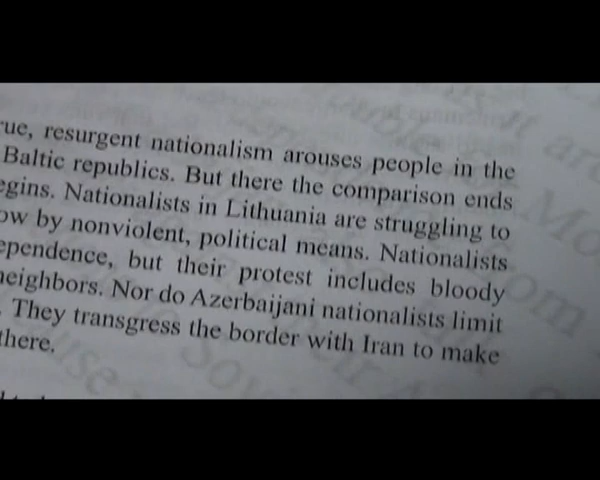 rue, resurgent nationalism arouses people in the
Baltic republics. But there the comparison ends
egins. Nationalists in Lithuania are struggling to
ow by nonviolent, political means. Nationalists
ependence, but their protest includes bloody
neighbors. Nor do Azerbaijani nationalists limit
. They transgress the border with Iran to make
there.